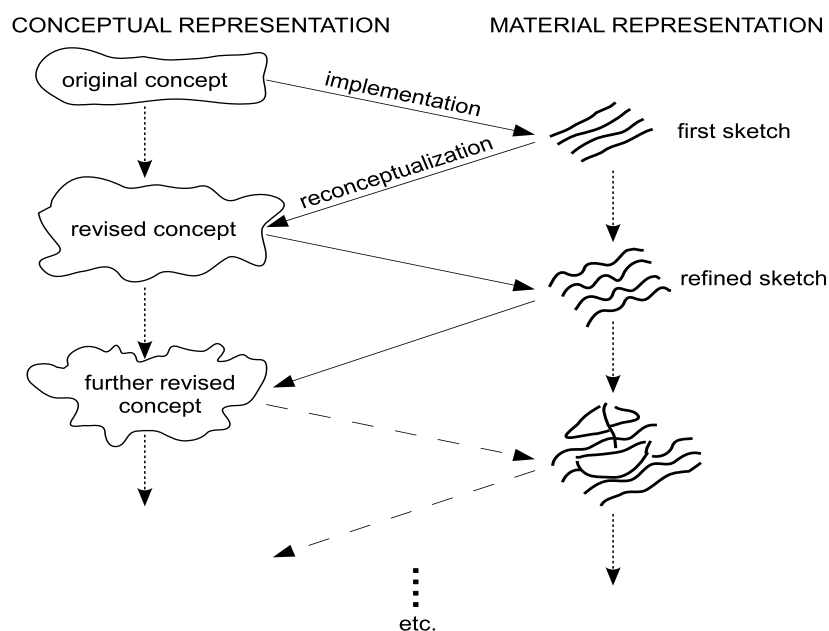 CONCEPTUAL REPRESENTATION
MATERIAL REPRESENTATION
original concept
implementation
first sketch
reconceptualization
revised concept
refined sketch
further revised
concept
etc.